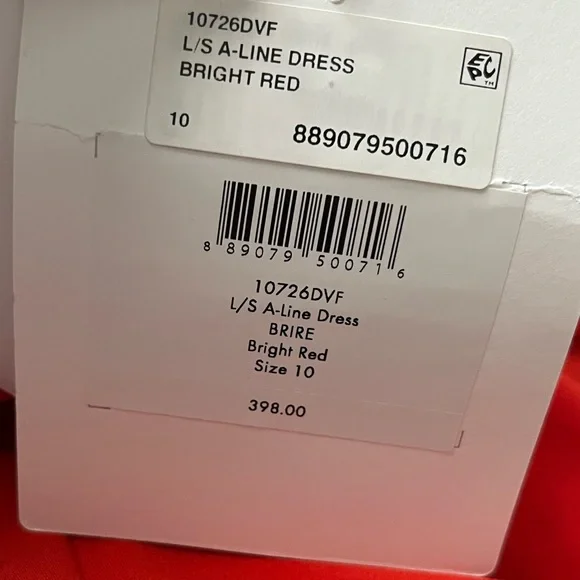 10726DVF
L/S A-LINE DRESS
BRIGHT RED
EPC™
10
889079500716
8 89079 50071 6
10726DVF
L/S A-Line Dress
BRIRE
Bright Red
Size 10
398.00